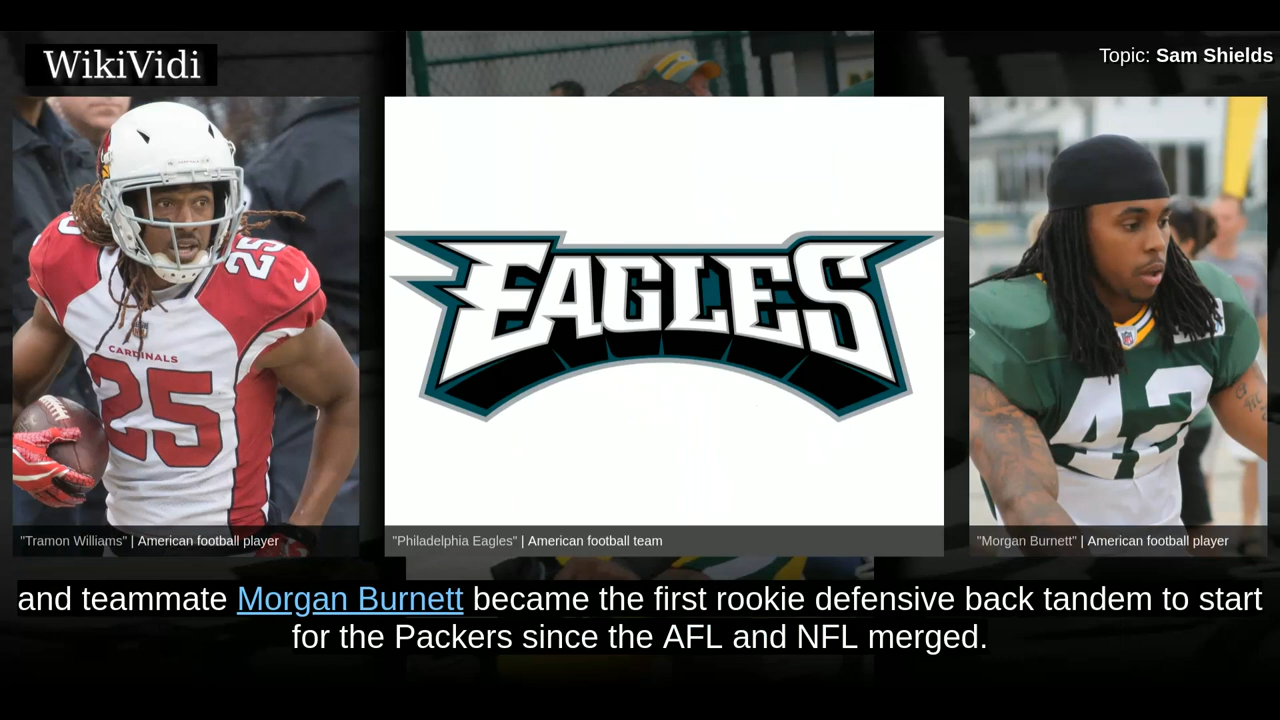 WikiVidi
Topic: Sam Shields
25
CARDINALS
25
EAGLES
42
"Tramon Williams" | American football player
"Philadelphia Eagles" | American football team
"Morgan Burnett" | American football player
and teammate Morgan Burnett became the first rookie defensive back tandem to start
for the Packers since the AFL and NFL merged.